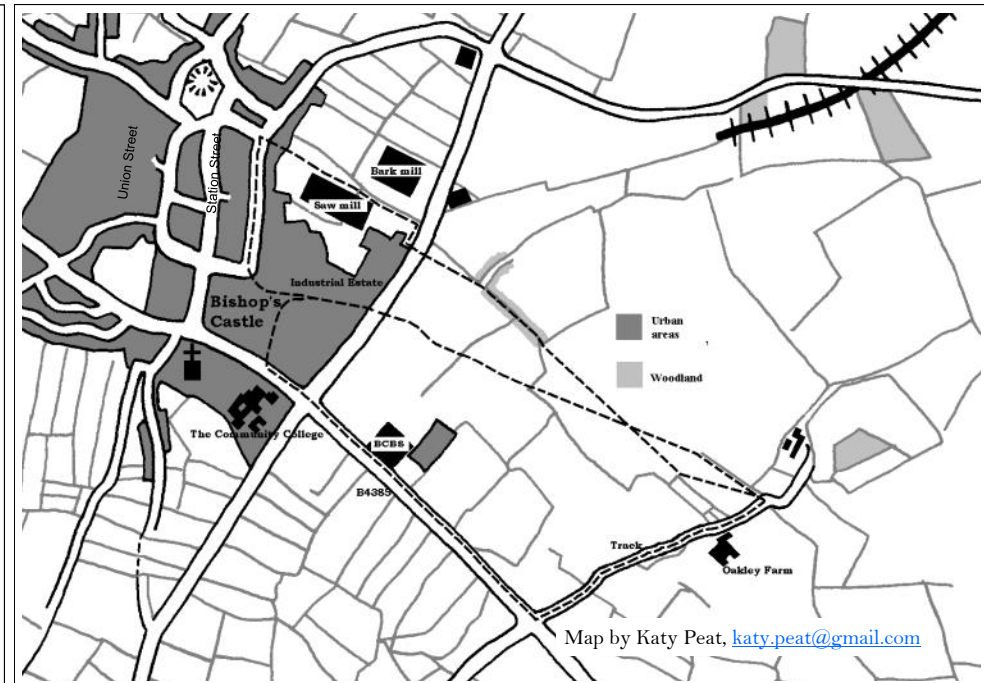 Union Street
Station Street
Bark mill
Saw mill
Industrial Estate
Bishop's
Castle
Urban
areas
Woodland
The Community College
BCBS
B4385
Track
Oakley Farm
Map by Katy Peat, katy.peat@gmail.com